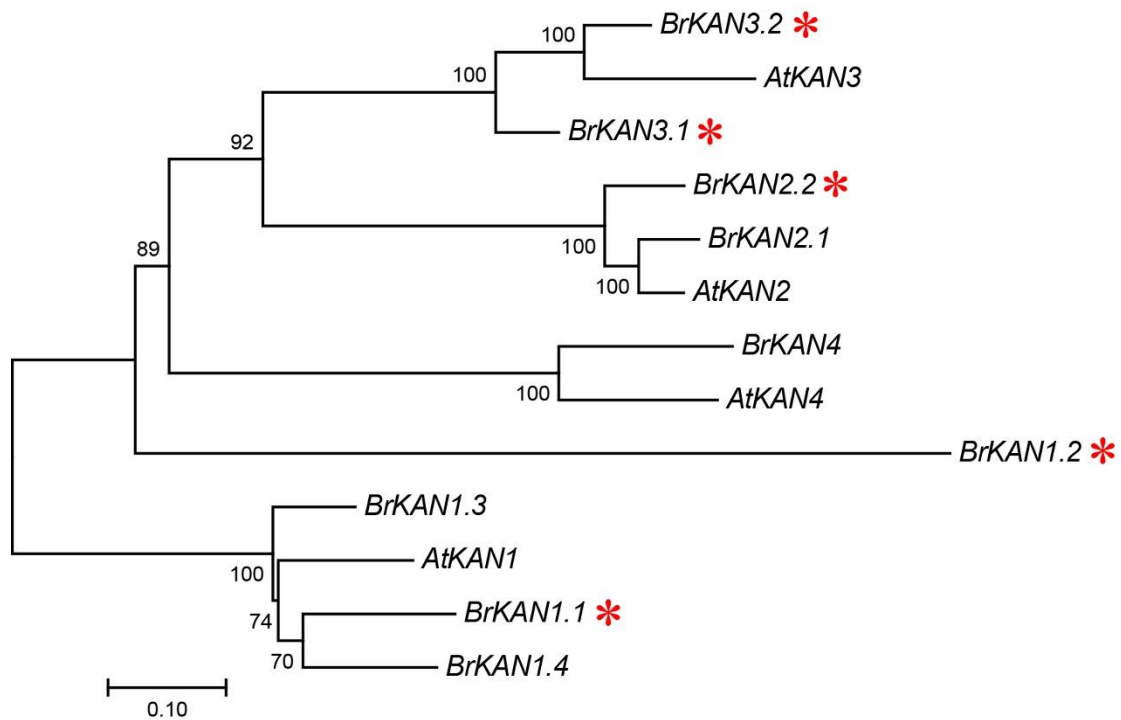 BrKAN3.2 *
100
AtKAN3
100
BrKAN3.1 *
92
BrKAN2.2 *
BrKAN2.1
89
100
AtKAN2
100
BrKAN4
AtKAN4
100
BrKAN1.2 *
BrKAN1.3
AtKAN1
100
BrKAN1.1 *
74
BrKAN1.4
70
0.10